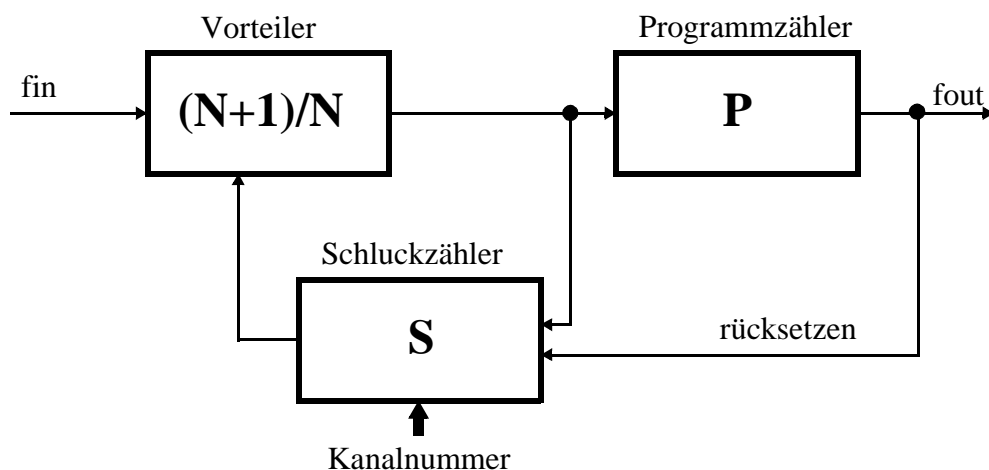 Vorteiler
Programmzähler
fin
(N+1)/N
P
fout
Schluckzähler
S
rücksetzen
Kanalnummer